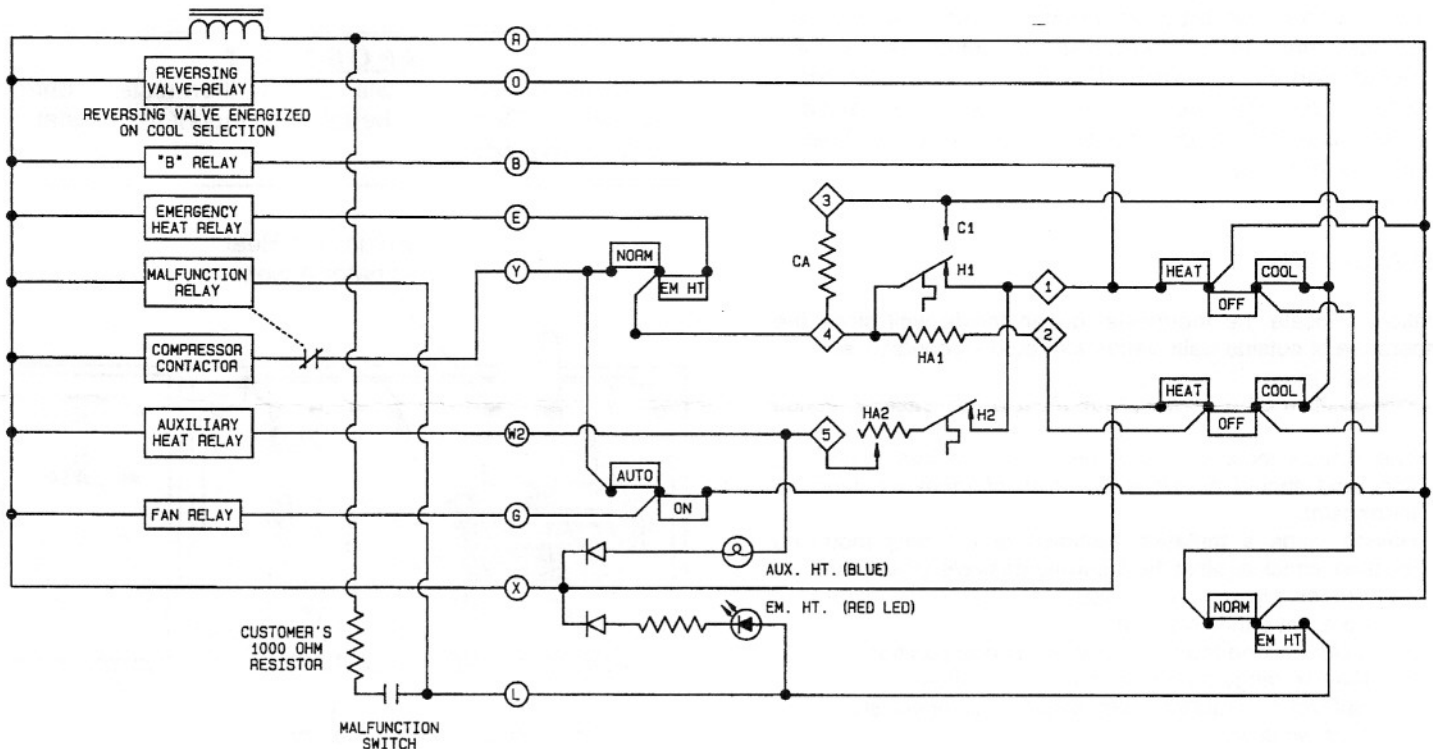 R
REVERSING
VALVE-RELAY
O
REVERSING VALVE ENERGIZED
ON COOL SELECTION
"B" RELAY
B
EMERGENCY
HEAT RELAY
E
3
C1
MALFUNCTION
RELAY
Y
NORM
EM HT
CA
H1
1
HEAT
OFF
COOL
4
HA1
2
COMPRESSOR
CONTACTOR
HEAT
OFF
COOL
AUXILIARY
HEAT RELAY
W2
5
HA2
H2
AUTO
ON
FAN RELAY
G
AUX. HT. (BLUE)
X
EM. HT. (RED LED)
NORM
EM HT
CUSTOMER'S
1000 OHM
RESISTOR
L
MALFUNCTION
SWITCH